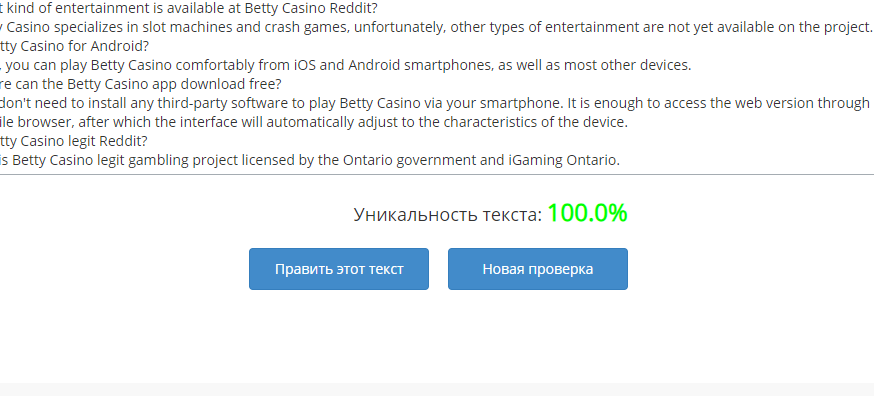 kind of entertainment is available at Betty Casino Reddit?
Casino specializes in slot machines and crash games, unfortunately, other types of entertainment are not yet available on the project.
tty Casino for Android?
, you can play Betty Casino comfortably from iOS and Android smartphones, as well as most other devices.
re can the Betty Casino app download free?
don't need to install any third-party software to play Betty Casino via your smartphone. It is enough to access the web version through
ile browser, after which the interface will automatically adjust to the characteristics of the device.
tty Casino legit Reddit?
is Betty Casino legit gambling project licensed by the Ontario government and iGaming Ontario.
Уникальность текста: 100.0%
Править этот текст Новая проверка